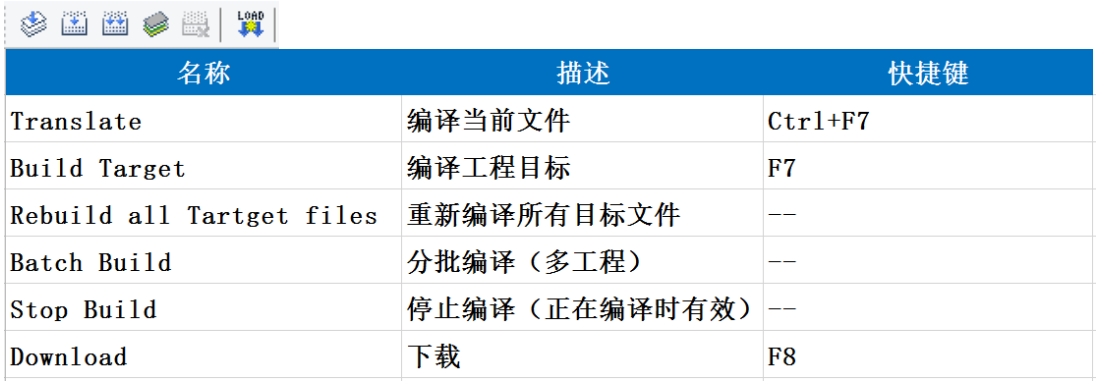 LOAD
名称 描述 快捷键
Translate 编译当前文件 Ctrl+F7
Build Target 编译工程目标 F7
Rebuild all Tartget files 重新编译所有目标文件 --
Batch Build 分批编译（多工程） --
Stop Build 停止编译（正在编译时有效） --
Download 下载 F8